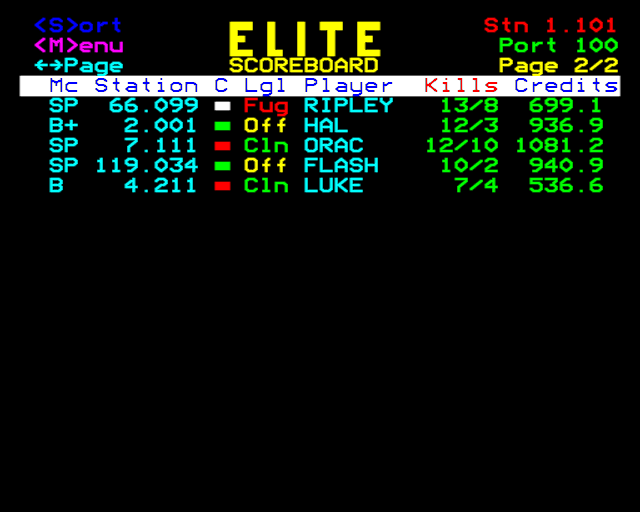 <S>ort ELITE Stn 1.101
<M>enu Port 100
←→Page SCOREBOARD Page 2/2
Mc Station C Lgl Player Kills Credits
SP 66.099 Fug RIPLEY 13/8 699.1
B+ 2.001 Off HAL 12/3 936.9
SP 7.111 Cln ORAC 12/10 1081.2
SP 119.034 Off FLASH 10/2 940.9
B 4.211 Cln LUKE 7/4 536.6